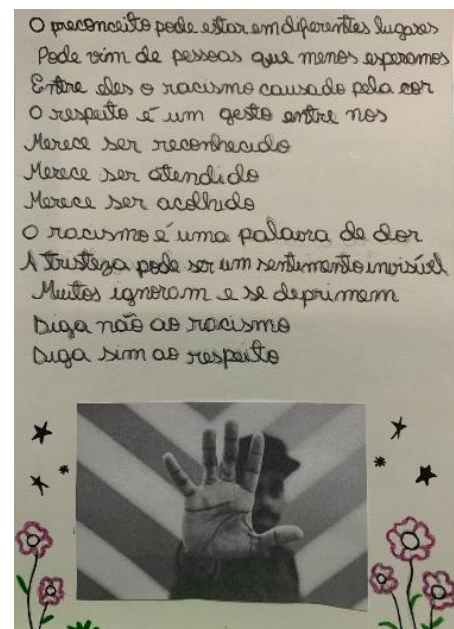 O preconceito pode estar em diferentes lugares
Pode vim de pessoas que menos esperamos
Entre eles o racismo causado pela cor
O respeito é um gesto entre nos
Merece ser reconhecido
Merece ser atendido
Merece ser acolhido
O racismo é uma palavra de dor
A tristeza pode ser um sentimento invisível
Muitos ignoram e se deprimem
Diga não ao racismo
Diga sim ao respeito